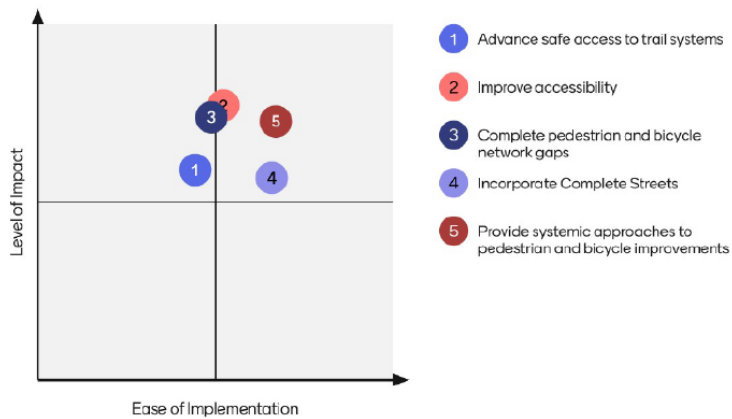 1 Advance safe access to trail systems
2 Improve accessibility
3 Complete pedestrian and bicycle
network gaps
4 Incorporate Complete Streets
5 Provide systemic approaches to
pedestrian and bicycle improvements
2
3
5
1
4
Level of Impact
Ease of Implementation